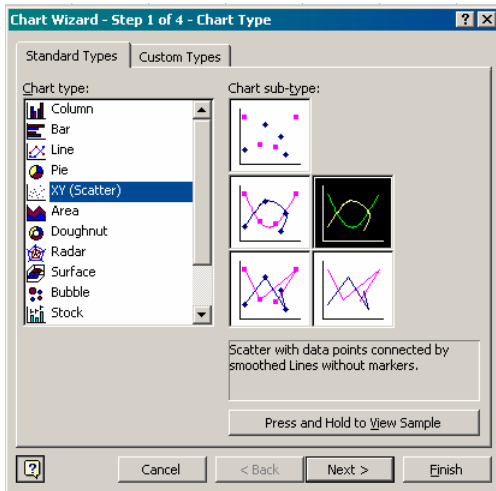 Chart Wizard - Step 1 of 4 - Chart Type
Standard Types
Custom Types
Chart type:
Column
Bar
Line
Pie
XY (Scatter)
Area
Doughnut
Radar
Surface
Bubble
Stock
Chart sub-type:
Scatter with data points connected by
smoothed Lines without markers.
Press and Hold to View Sample
Cancel
< Back
Next >
Finish